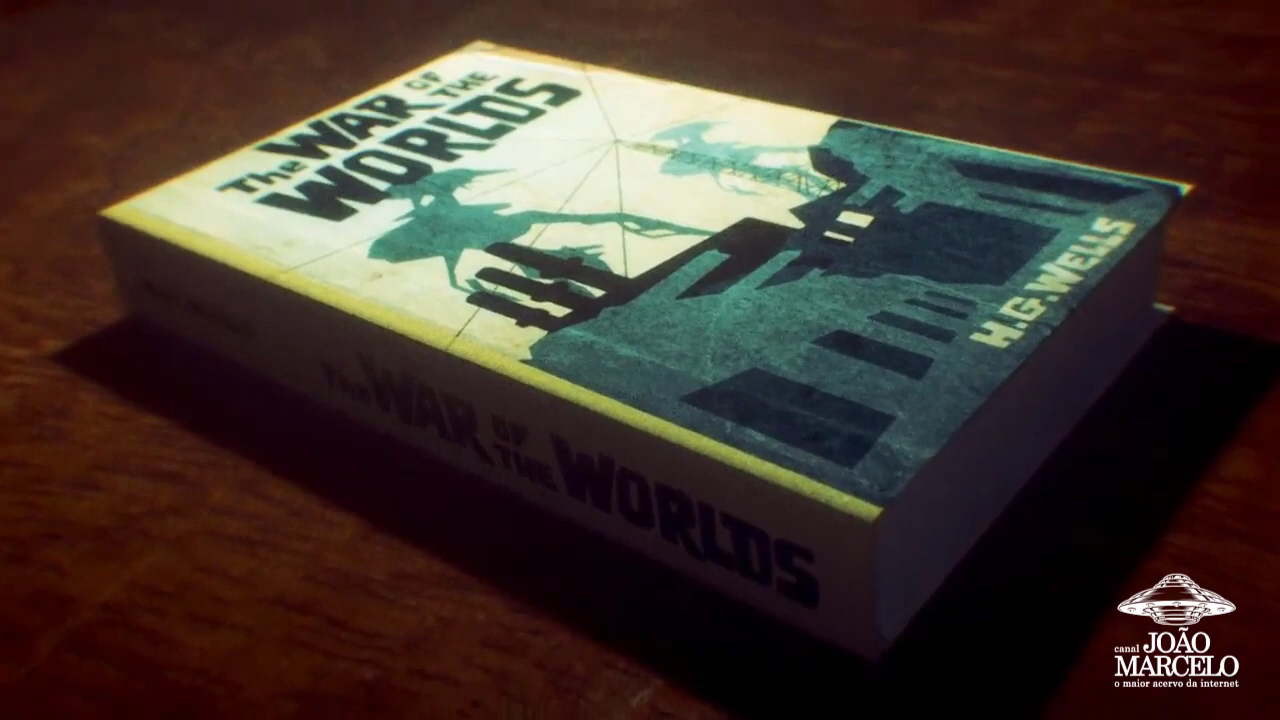 The WAR OF
THE
WORLDS
H.G.WELLS
The WAR OF
THE WORLDS
canal JOÃO
MARCELO
o maior acervo da internet